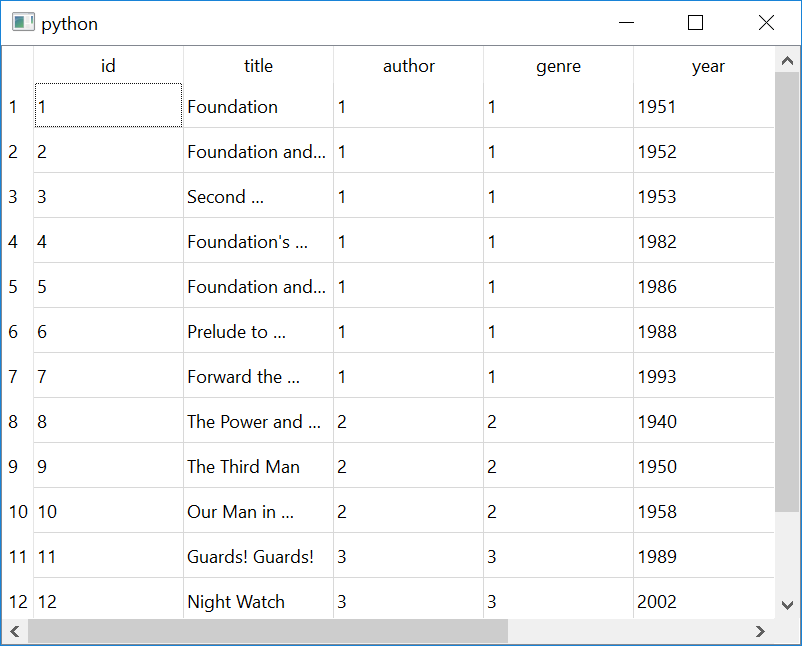 python
id title author genre year
1 1 Foundation 1 1 1951
2 2 Foundation and... 1 1 1952
3 3 Second ... 1 1 1953
4 4 Foundation's ... 1 1 1982
5 5 Foundation and... 1 1 1986
6 6 Prelude to ... 1 1 1988
7 7 Forward the ... 1 1 1993
8 8 The Power and ... 2 2 1940
9 9 The Third Man 2 2 1950
10 10 Our Man in ... 2 2 1958
11 11 Guards! Guards! 3 3 1989
12 12 Night Watch 3 3 2002